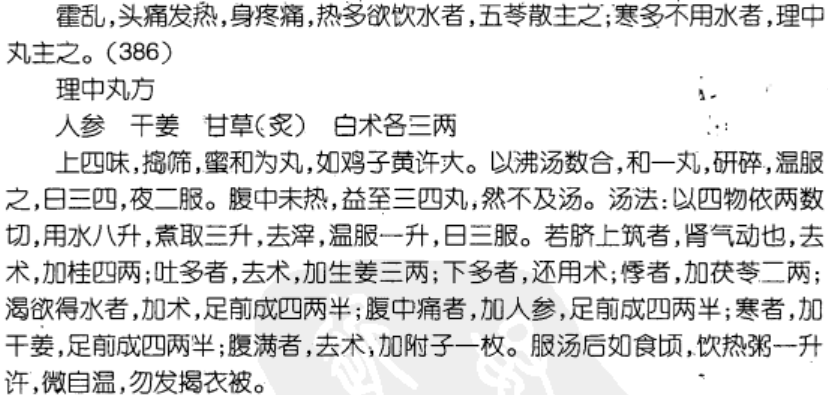 霍乱,头痛发热,身疼痛,热多欲饮水者,五苓散主之;寒多不用水者,理中
丸主之。(386)
理中丸方
人参 干姜 甘草(炙) 白术各三两
上四味,捣筛,蜜和为丸,如鸡子黄许大。以沸汤数合,和一丸,研碎,温服
之,日三四,夜二服。腹中未热,益至三四丸,然不及汤。汤法:以四物依两数
切,用水八升,煮取三升,去滓,温服一升,日三服。若脐上筑者,肾气动也,去
术,加桂四两;吐多者,去术,加生姜三两;下多者,还用术;悸者,加茯苓二两;
渴欲得水者,加术,足前成四两半;腹中痛者,加人参,足前成四两半;寒者,加
干姜,足前成四两半;腹满者,去术,加附子一枚。服汤后如食顷,饮热粥一升
许,微自温,勿发揭衣被。